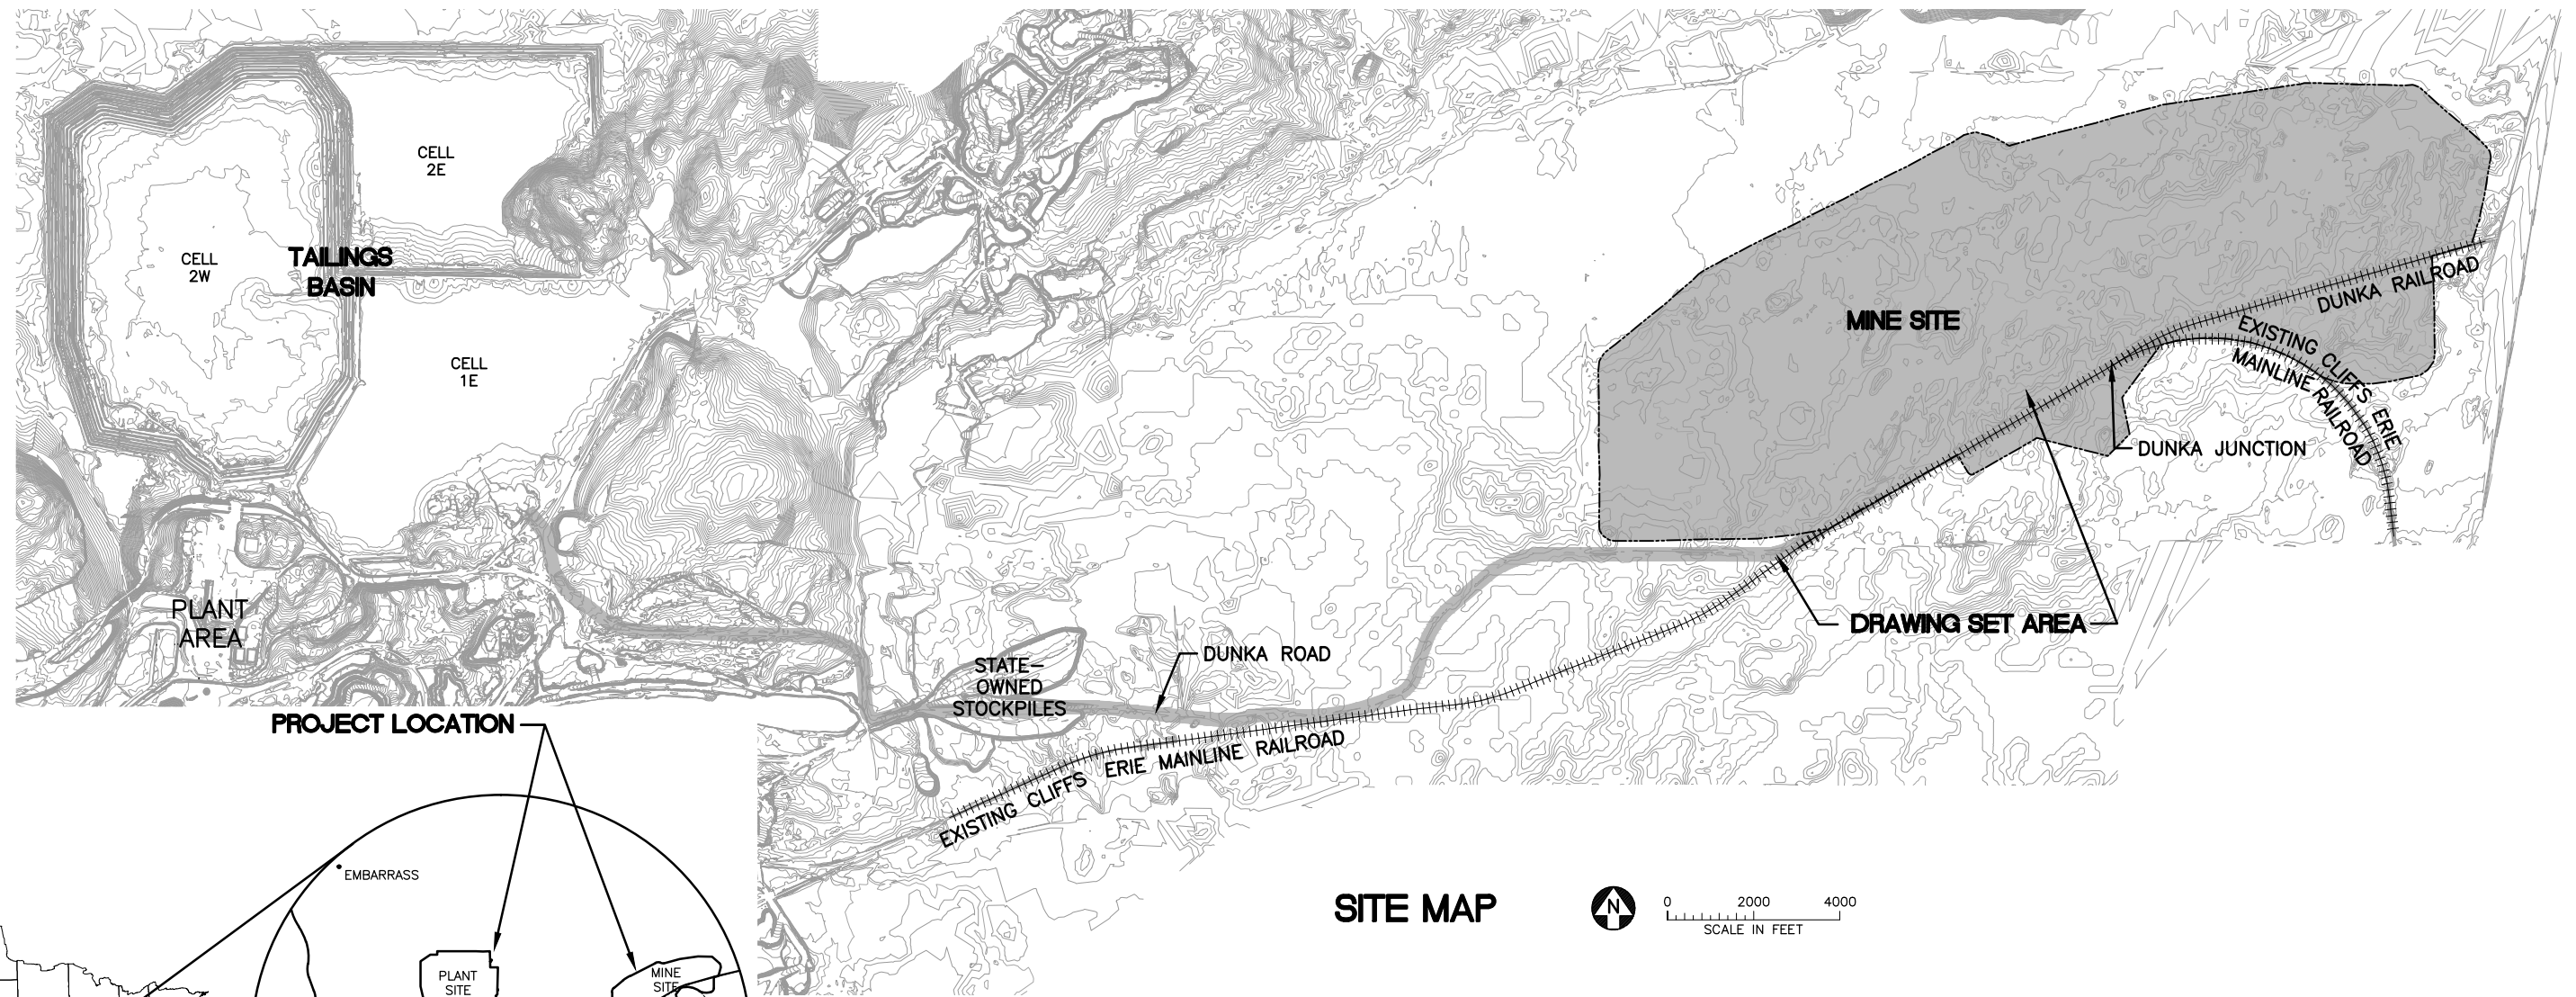 CELL
2E
CELL
2W
TAILINGS
BASIN
CELL
1E
PLANT
AREA
MINE SITE
DUNKA RAILROAD
EXISTING CLIFFS ERIE
MAINLINE RAILROAD
DUNKA JUNCTION
DRAWING SET AREA
STATE-
OWNED
STOCKPILES
DUNKA ROAD
EXISTING CLIFFS ERIE MAINLINE RAILROAD
PROJECT LOCATION
EMBARRASS
PLANT
SITE
MINE
SITE
SITE MAP
N
0 2000 4000
SCALE IN FEET